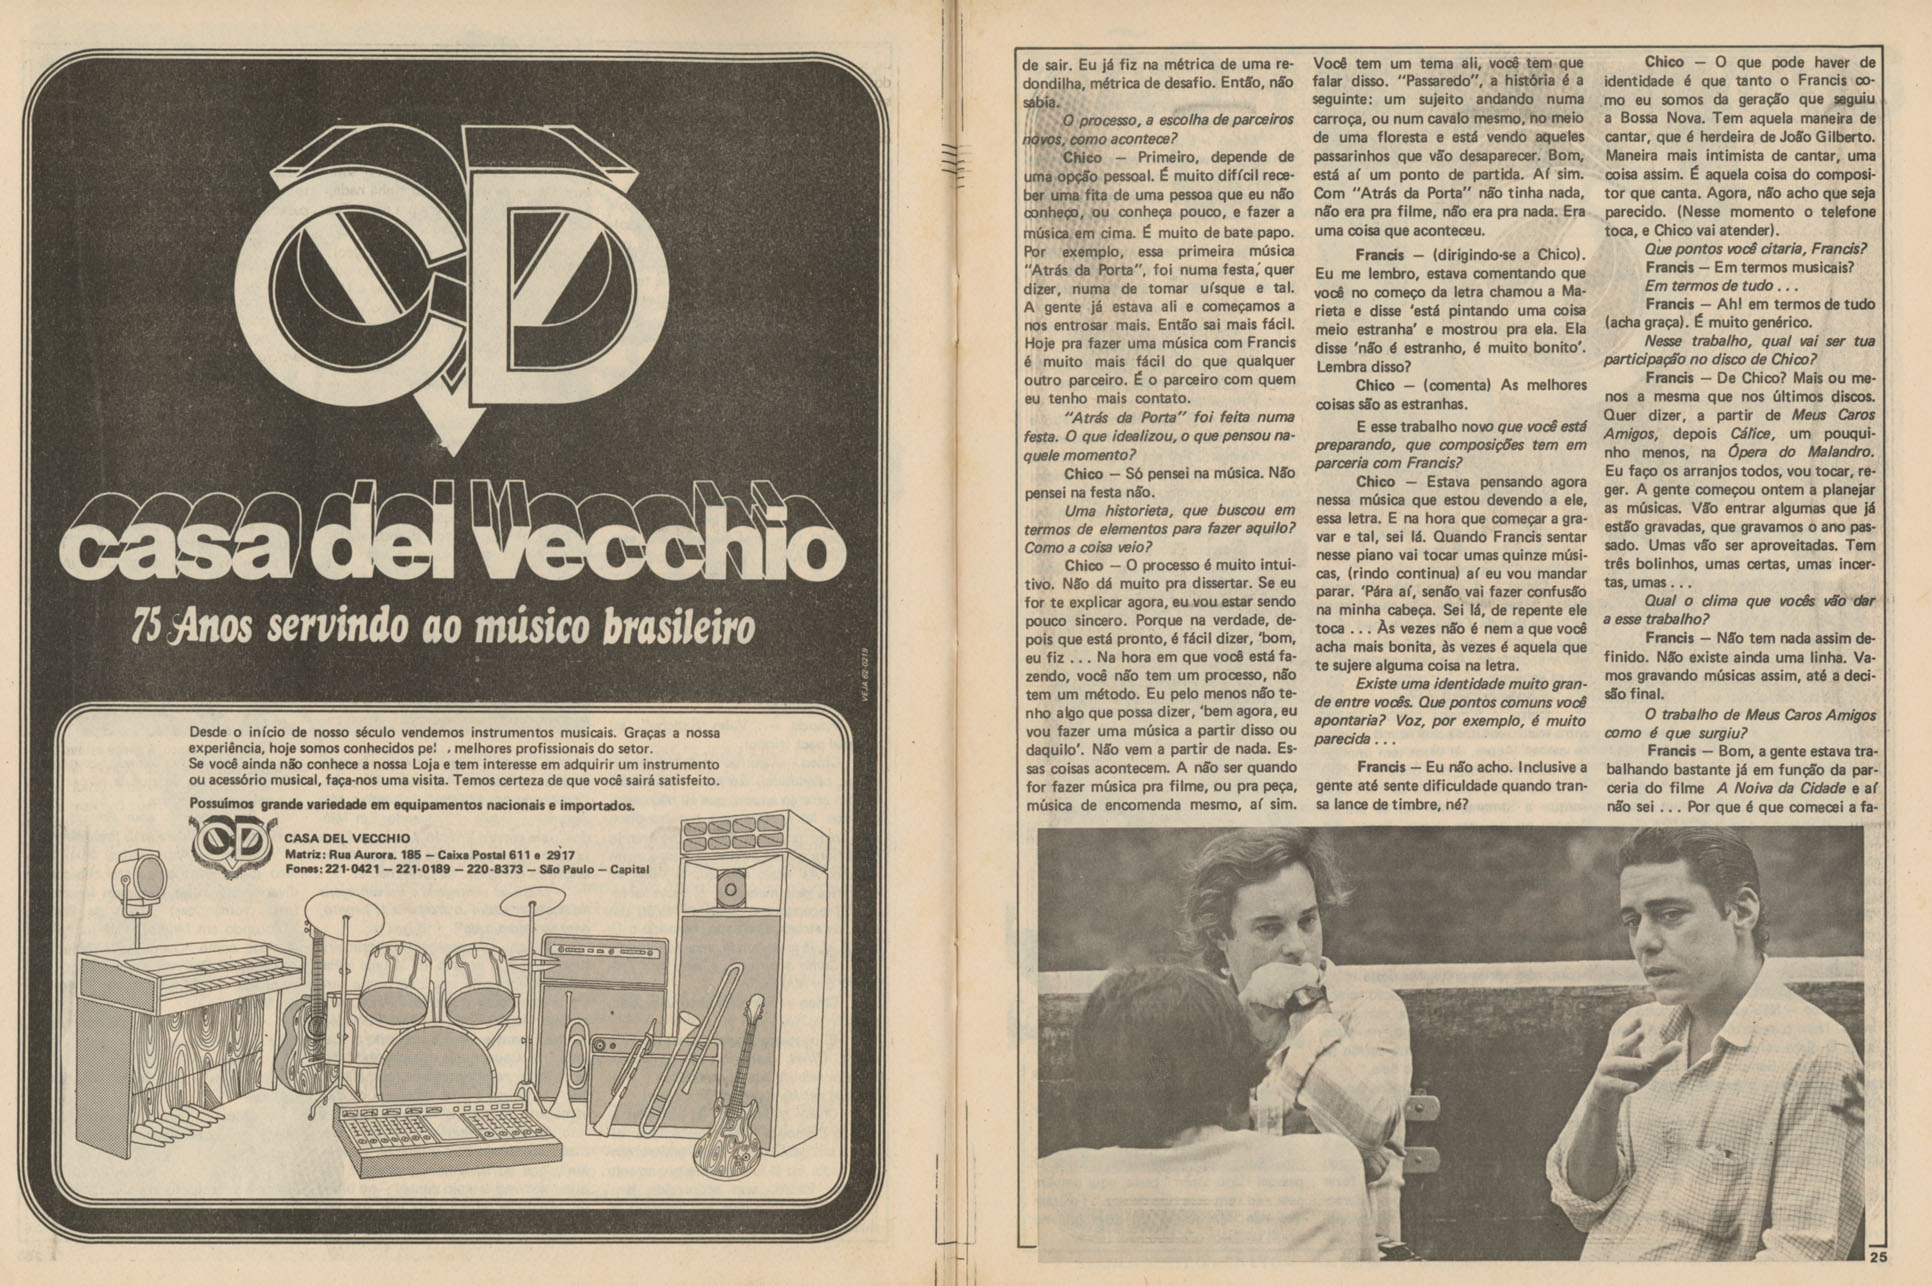 CD
casa del vecchio
75 Anos servindo ao músico brasileiro
VEJA 62-0219
Desde o início de nosso século vendemos instrumentos musicais. Graças a nossa
experiência, hoje somos conhecidos pel , melhores profissionais do setor.
Se você ainda não conhece a nossa Loja e tem interesse em adquirir um instrumento
ou acessório musical, faça-nos uma visita. Temos certeza de que você sairá satisfeito.
Possuímos grande variedade em equipamentos nacionais e importados.
CD
CASA DEL VECCHIO
Matriz: Rua Aurora. 185 — Caixa Postal 611 e 2917
Fones: 221-0421 — 221-0189 — 220-8373 — São Paulo — Capital
de sair. Eu já fiz na métrica de uma re-
dondilha, métrica de desafio. Então, não
sabia.
O processo, a escolha de parceiros
novos, como acontece?
Chico — Primeiro, depende de
uma opção pessoal. É muito difícil rece-
ber uma fita de uma pessoa que eu não
conheço, ou conheça pouco, e fazer a
música em cima. É muito de bate papo.
Por exemplo, essa primeira música
"Atrás da Porta", foi numa festa, quer
dizer, numa de tomar uísque e tal.
A gente já estava ali e começamos a
nos entrosar mais. Então sai mais fácil.
Hoje pra fazer uma música com Francis
é muito mais fácil do que qualquer
outro parceiro. É o parceiro com quem
eu tenho mais contato.
"Atrás da Porta" foi feita numa
festa. O que idealizou, o que pensou na-
quele momento?
Chico — Só pensei na música. Não
pensei na festa não.
Uma historieta, que buscou em
termos de elementos para fazer aquilo?
Como a coisa veio?
Chico — O processo é muito intui-
tivo. Não dá muito pra dissertar. Se eu
for te explicar agora, eu vou estar sendo
pouco sincero. Porque na verdade, de-
pois que está pronto, é fácil dizer, 'bom,
eu fiz ... Na hora em que você está fa-
zendo, você não tem um processo, não
tem um método. Eu pelo menos não te-
nho algo que possa dizer, 'bem agora, eu
vou fazer uma música a partir disso ou
daquilo'. Não vem a partir de nada. Es-
sas coisas acontecem. A não ser quando
for fazer música pra filme, ou pra peça,
música de encomenda mesmo, aí sim.
Você tem um tema ali, você tem que
falar disso. "Passaredo", a história é a
seguinte: um sujeito andando numa
carroça, ou num cavalo mesmo, no meio
de uma floresta e está vendo aqueles
passarinhos que vão desaparecer. Bom,
está aí um ponto de partida. Aí sim.
Com "Atrás da Porta" não tinha nada,
não era pra filme, não era pra nada. Era
uma coisa que aconteceu.
Francis — (dirigindo-se a Chico).
Eu me lembro, estava comentando que
você no começo da letra chamou a Ma-
rieta e disse 'está pintando uma coisa
meio estranha' e mostrou pra ela. Ela
disse 'não é estranho, é muito bonito'.
Lembra disso?
Chico — (comenta) As melhores
coisas são as estranhas.
E esse trabalho novo que você está
preparando, que composições tem em
parceria com Francis?
Chico — Estava pensando agora
nessa música que estou devendo a ele,
essa letra. E na hora que começar a gra-
var e tal, sei lá. Quando Francis sentar
nesse piano vai tocar umas quinze músi-
cas, (rindo continua) aí eu vou mandar
parar. 'Pára aí, senão vai fazer confusão
na minha cabeça. Sei lá, de repente ele
toca ... Às vezes não é nem a que você
acha mais bonita, às vezes é aquela que
te sujere alguma coisa na letra.
Existe uma identidade muito gran-
de entre vocês. Que pontos comuns você
apontaria? Voz, por exemplo, é muito
parecida ...
Francis — Eu não acho. Inclusive a
gente até sente dificuldade quando tran-
sa lance de timbre, né?
Chico — O que pode haver de
identidade é que tanto o Francis co-
mo eu somos da geração que seguiu
a Bossa Nova. Tem aquela maneira de
cantar, que é herdeira de João Gilberto.
Maneira mais intimista de cantar, uma
coisa assim. É aquela coisa do composi-
tor que canta. Agora, não acho que seja
parecido. (Nesse momento o telefone
toca, e Chico vai atender).
Que pontos você citaria, Francis?
Francis — Em termos musicais?
Em termos de tudo ...
Francis — Ah! em termos de tudo
(acha graça). É muito genérico.
Nesse trabalho, qual vai ser tua
participação no disco de Chico?
Francis — De Chico? Mais ou me-
nos a mesma que nos últimos discos.
Quer dizer, a partir de Meus Caros
Amigos, depois Cálice, um pouqui-
nho menos, na Ópera do Malandro.
Eu faço os arranjos todos, vou tocar, re-
ger. A gente começou ontem a planejar
as músicas. Vão entrar algumas que já
estão gravadas, que gravamos o ano pas-
sado. Umas vão ser aproveitadas. Tem
três bolinhos, umas certas, umas incer-
tas, umas ...
Qual o clima que vocês vão dar
a esse trabalho?
Francis — Não tem nada assim de-
finido. Não existe ainda uma linha. Va-
mos gravando músicas assim, até a deci-
são final.
O trabalho de Meus Caros Amigos
como é que surgiu?
Francis — Bom, a gente estava tra-
balhando bastante já em função da par-
ceria do filme A Noiva da Cidade e aí
não sei ... Por que é que comecei a fa-
25